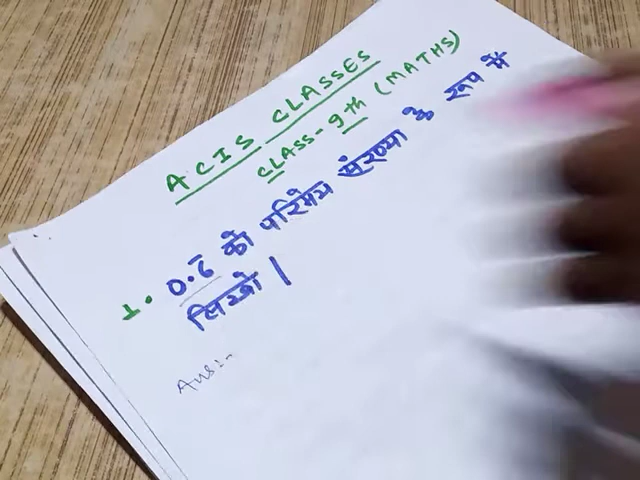 ACIS CLASSES
CLASS-9th (MATHS)
1. 0.6̅ को परिमेय संख्या के रूप में
लिखो |
Ans:-